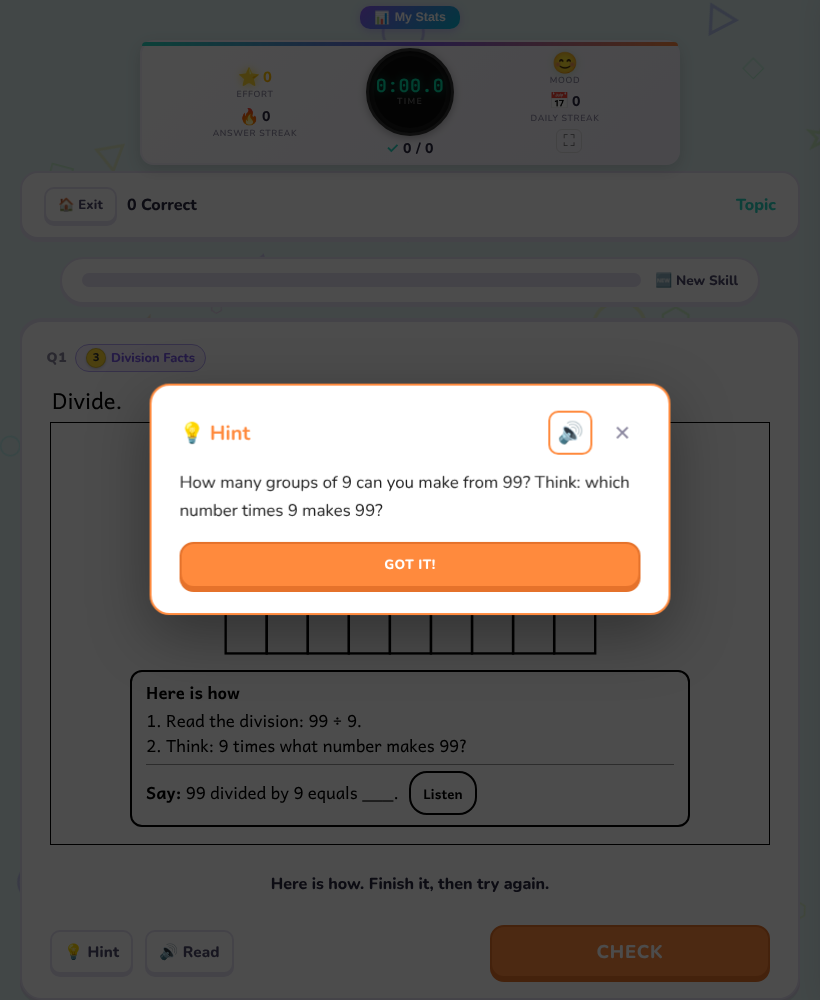 My Stats
0
EFFORT
0
ANSWER STREAK
0:00.0
TIME
0 / 0
MOOD
0
DAILY STREAK
Exit
0 Correct
Topic
NEW
New Skill
Q1
3
Division Facts
Divide.
Hint
How many groups of 9 can you make from 99? Think: which
number times 9 makes 99?
GOT IT!
Here is how
1. Read the division: 99 ÷ 9.
2. Think: 9 times what number makes 99?
Say: 99 divided by 9 equals ___.
Listen
Here is how. Finish it, then try again.
Hint
Read
CHECK